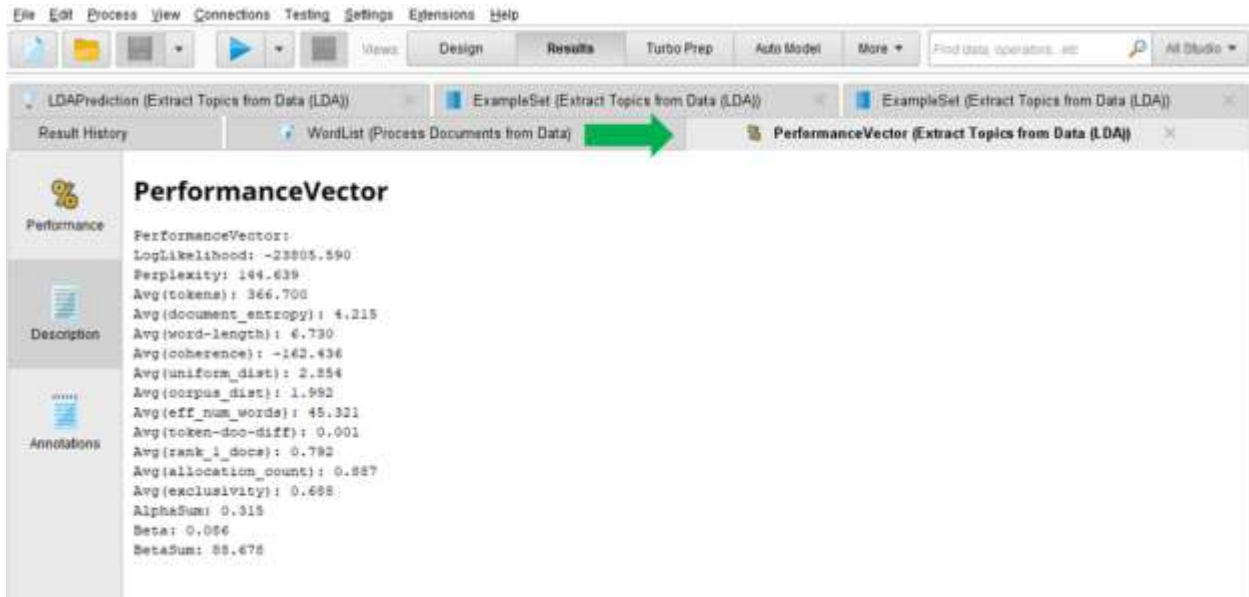 File Edit Process View Connections Testing Settings Extensions Help
Views: Design Results Turbo Prep Auto Model More Find data, operators...etc All Studio
LDAPrediction (Extract Topics from Data (LDA)) ExampleSet (Extract Topics from Data (LDA)) ExampleSet (Extract Topics from Data (LDA))
Result History WordList (Process Documents from Data) PerformanceVector (Extract Topics from Data (LDA))
%
PerformanceVector
Performance
PerformanceVector:
LogLikelihood: -23805.590
Perplexity: 144.639
Avg(tokens): 366.700
Avg(document_entropy): 4.215
Description
Avg(word-length): 6.730
Avg(coherence): -162.436
Avg(uniform_dist): 2.854
Avg(corpus_dist): 1.992
Avg(eff_num_words): 45.321
Avg(token-doc-diff): 0.001
Annotations
Avg(rank_1_docs): 0.792
Avg(allocation_count): 0.887
Avg(exclusivity): 0.688
AlphaSum: 0.315
Beta: 0.086
BetaSum: 88.678